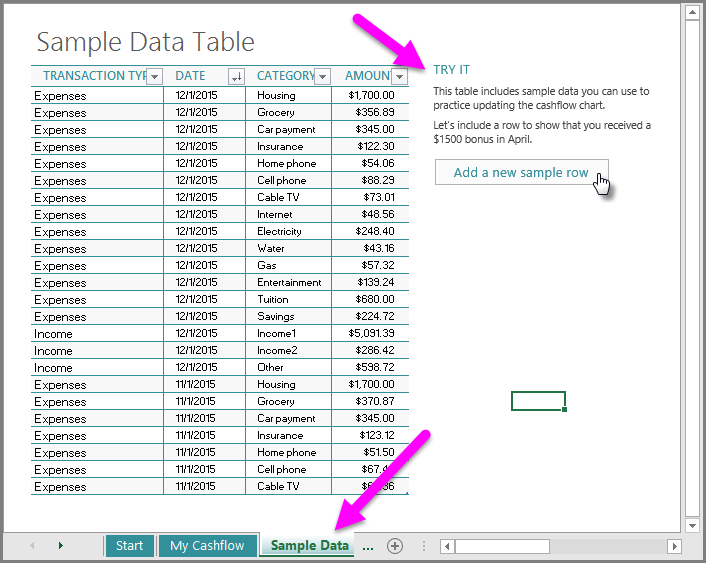 Sample Data Table
TRANSACTION TYP DATE CATEGORY AMOUN
Expenses 12/1/2015 Housing $1,700.00
Expenses 12/1/2015 Grocery $356.89
Expenses 12/1/2015 Car payment $345.00
Expenses 12/1/2015 Insurance $122.30
Expenses 12/1/2015 Home phone $54.06
Expenses 12/1/2015 Cell phone $88.29
Expenses 12/1/2015 Cable TV $73.01
Expenses 12/1/2015 Internet $48.56
Expenses 12/1/2015 Electricity $248.40
Expenses 12/1/2015 Water $43.16
Expenses 12/1/2015 Gas $57.32
Expenses 12/1/2015 Entertainment $139.24
Expenses 12/1/2015 Tuition $680.00
Expenses 12/1/2015 Savings $224.72
Income 12/1/2015 Income1 $5,091.39
Income 12/1/2015 Income2 $286.42
Income 12/1/2015 Other $598.72
Expenses 11/1/2015 Housing $1,700.00
Expenses 11/1/2015 Grocery $370.87
Expenses 11/1/2015 Car payment $345.00
Expenses 11/1/2015 Insurance $123.12
Expenses 11/1/2015 Home phone $51.50
Expenses 11/1/2015 Cell phone
Expenses 11/1/2015 Cable TV
TRY IT
This table includes sample data you can use to
practice updating the cashflow chart.
Let's include a row to show that you received a
$1500 bonus in April.
Add a new sample row
Start My Cashflow Sample Data ...